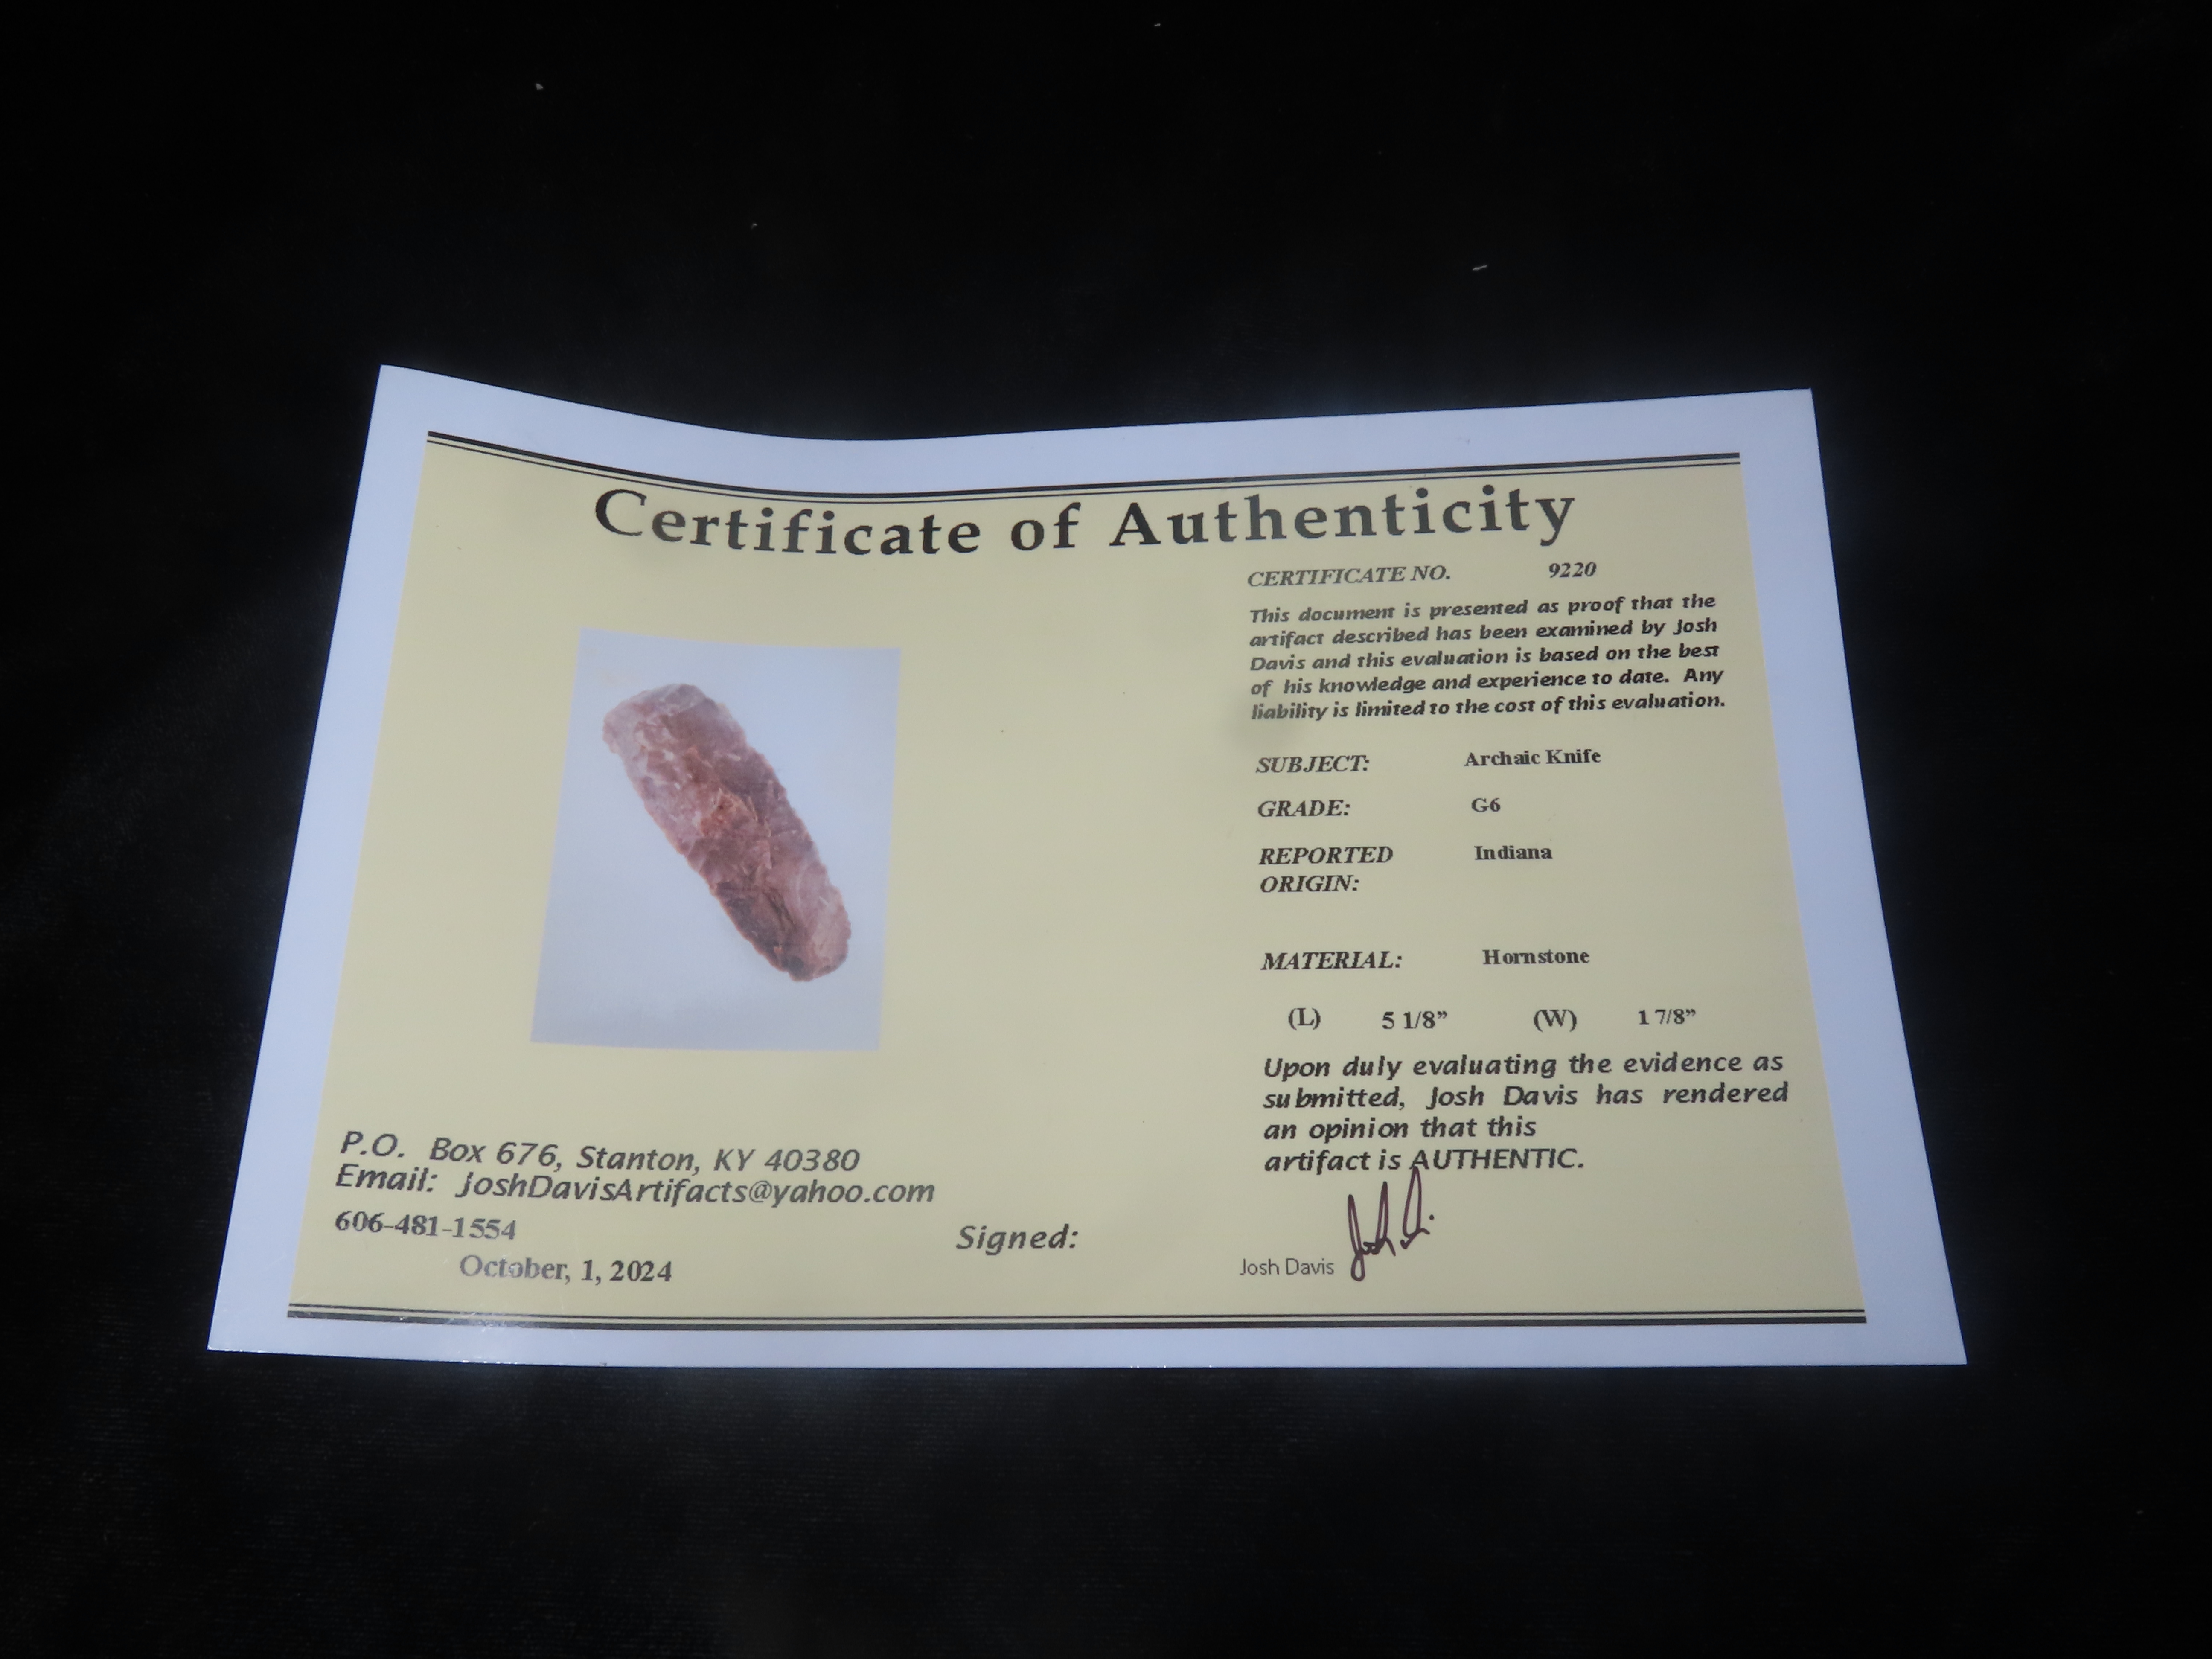 Certificate of Authenticity
CERTIFICATE NO. 9220
This document is presented as proof that the
artifact described has been examined by Josh
Davis and this evaluation is based on the best
of his knowledge and experience to date. Any
liability is limited to the cost of this evaluation.
SUBJECT: Archaic Knife
GRADE: G6
REPORTED Indiana
ORIGIN:
MATERIAL: Hornstone
(L) 5 1/8” (W) 1 7/8”
Upon duly evaluating the evidence as
submitted, Josh Davis has rendered
an opinion that this
artifact is AUTHENTIC.
P.O. Box 676, Stanton, KY 40380
Email: JoshDavisArtifacts@yahoo.com
606-481-1554
October, 1, 2024
Signed:
Josh Davis